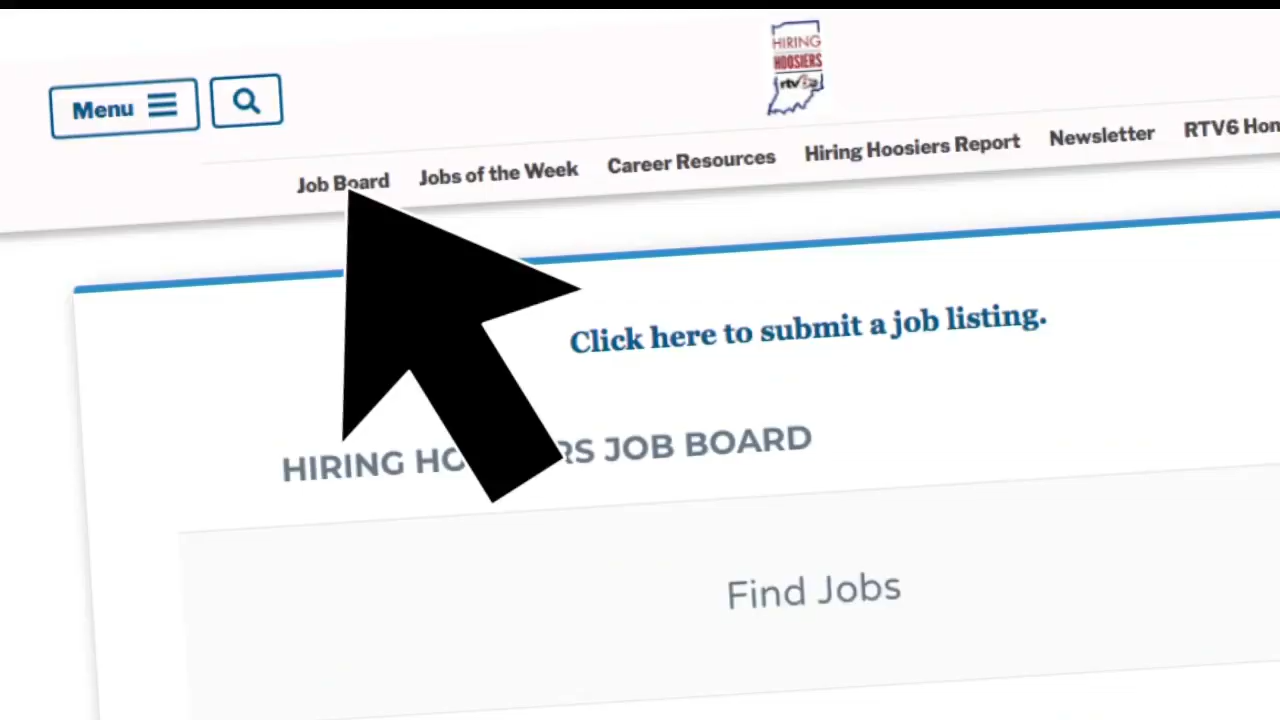 HIRING
HOOSIERS
rtv6
Menu
Job Board Jobs of the Week Career Resources Hiring Hoosiers Report Newsletter RTV6
Click here to submit a job listing.
HIRING HO RS JOB BOARD
Find Jobs